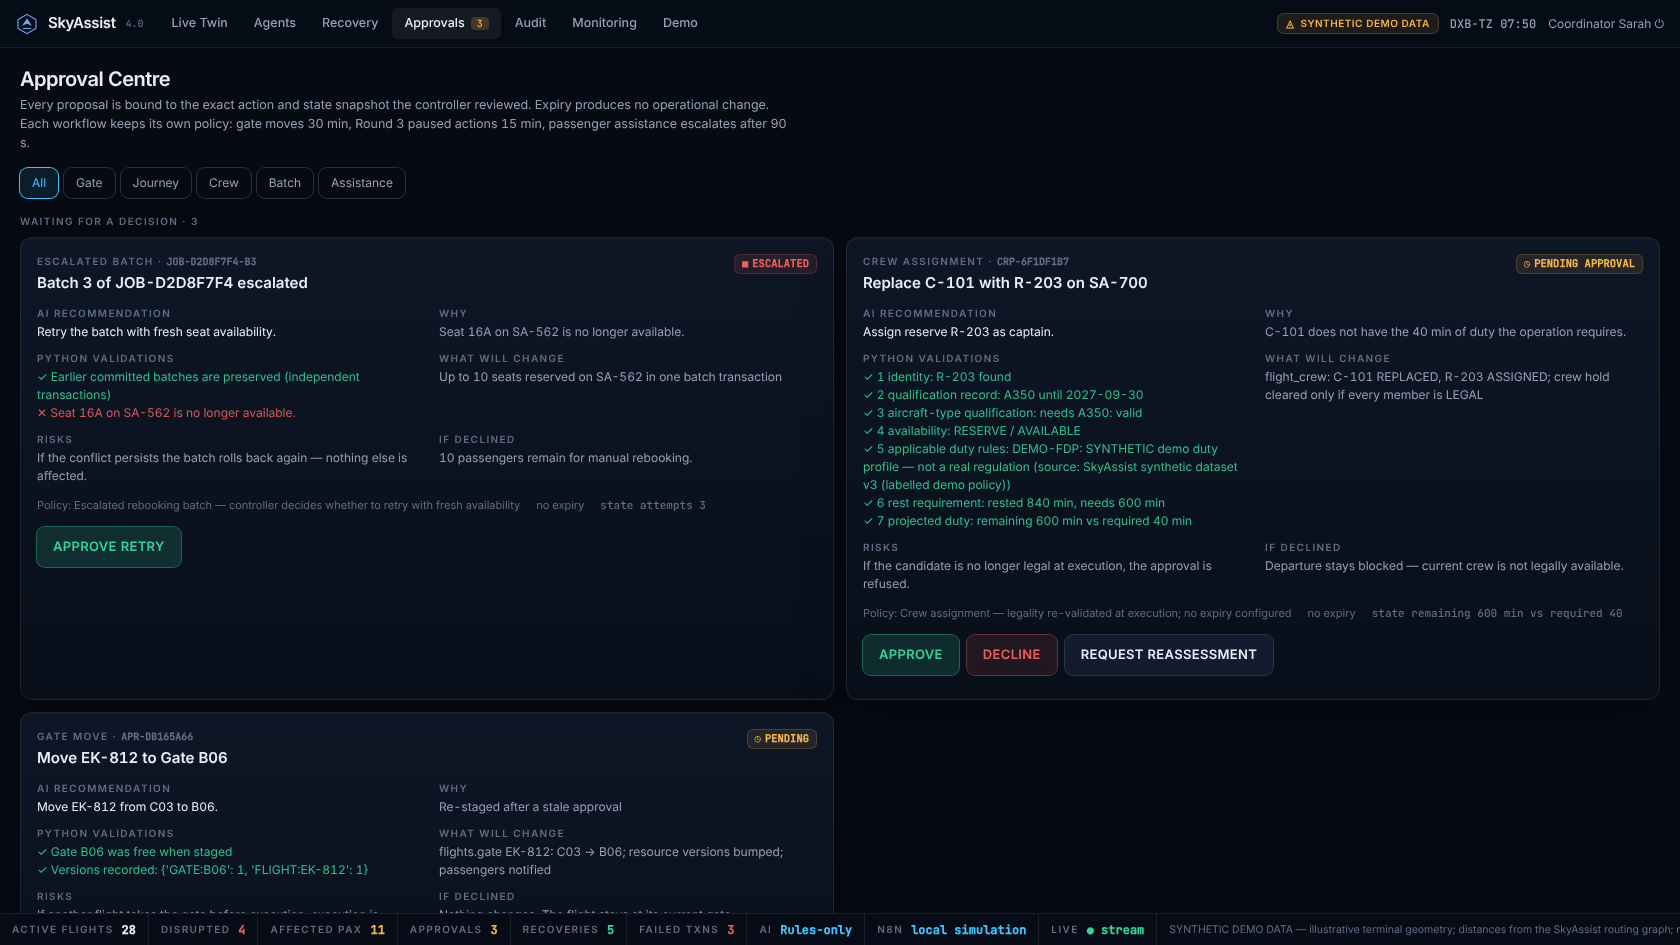 SkyAssist 4.0 Live Twin Agents Recovery Approvals 3 Audit Monitoring Demo SYNTHETIC DEMO DATA DXB-TZ 07:50 Coordinator Sarah
Approval Centre
Every proposal is bound to the exact action and state snapshot the controller reviewed. Expiry produces no operational change.
Each workflow keeps its own policy: gate moves 30 min, Round 3 paused actions 15 min, passenger assistance escalates after 90
s.
All Gate Journey Crew Batch Assistance
WAITING FOR A DECISION · 3
ESCALATED BATCH · JOB-D2D8F7F4-B3
ESCALATED
Batch 3 of JOB-D2D8F7F4 escalated
AI RECOMMENDATION
Retry the batch with fresh seat availability.
WHY
Seat 16A on SA-562 is no longer available.
PYTHON VALIDATIONS
✓ Earlier committed batches are preserved (independent
transactions)
✕ Seat 16A on SA-562 is no longer available.
WHAT WILL CHANGE
Up to 10 seats reserved on SA-562 in one batch transaction
RISKS
If the conflict persists the batch rolls back again — nothing else is
affected.
IF DECLINED
10 passengers remain for manual rebooking.
Policy: Escalated rebooking batch — controller decides whether to retry with fresh availability no expiry state attempts 3
APPROVE RETRY
CREW ASSIGNMENT · CRP-6F1DF1B7
PENDING APPROVAL
Replace C-101 with R-203 on SA-700
AI RECOMMENDATION
Assign reserve R-203 as captain.
WHY
C-101 does not have the 40 min of duty the operation requires.
PYTHON VALIDATIONS
✓ 1 identity: R-203 found
✓ 2 qualification record: A350 until 2027-09-30
✓ 3 aircraft-type qualification: needs A350: valid
✓ 4 availability: RESERVE / AVAILABLE
✓ 5 applicable duty rules: DEMO-FDP: SYNTHETIC demo duty
profile — not a real regulation (source: SkyAssist synthetic dataset
v3 (labelled demo policy))
✓ 6 rest requirement: rested 840 min, needs 600 min
✓ 7 projected duty: remaining 600 min vs required 40 min
WHAT WILL CHANGE
flight_crew: C-101 REPLACED, R-203 ASSIGNED; crew hold
cleared only if every member is LEGAL
RISKS
If the candidate is no longer legal at execution, the approval is
refused.
IF DECLINED
Departure stays blocked — current crew is not legally available.
Policy: Crew assignment — legality re-validated at execution; no expiry configured no expiry state remaining 600 min vs required 40
APPROVE DECLINE REQUEST REASSESSMENT
GATE MOVE · APR-DB165A66
PENDING
Move EK-812 to Gate B06
AI RECOMMENDATION
Move EK-812 from C03 to B06.
WHY
Re-staged after a stale approval
PYTHON VALIDATIONS
✓ Gate B06 was free when staged
✓ Versions recorded: {'GATE:B06': 1, 'FLIGHT:EK-812': 1}
WHAT WILL CHANGE
flights.gate EK-812: C03 → B06; resource versions bumped;
passengers notified
RISKS
If another flight takes the gate before execution, execution is
IF DECLINED
Nothing changes. The flight stays at its current gate.
ACTIVE FLIGHTS 28 DISRUPTED 4 AFFECTED PAX 11 APPROVALS 3 RECOVERIES 5 FAILED TXNS 3 AI Rules-only N8N local simulation LIVE ● stream SYNTHETIC DEMO DATA — illustrative terminal geometry; distances from the SkyAssist routing graph;